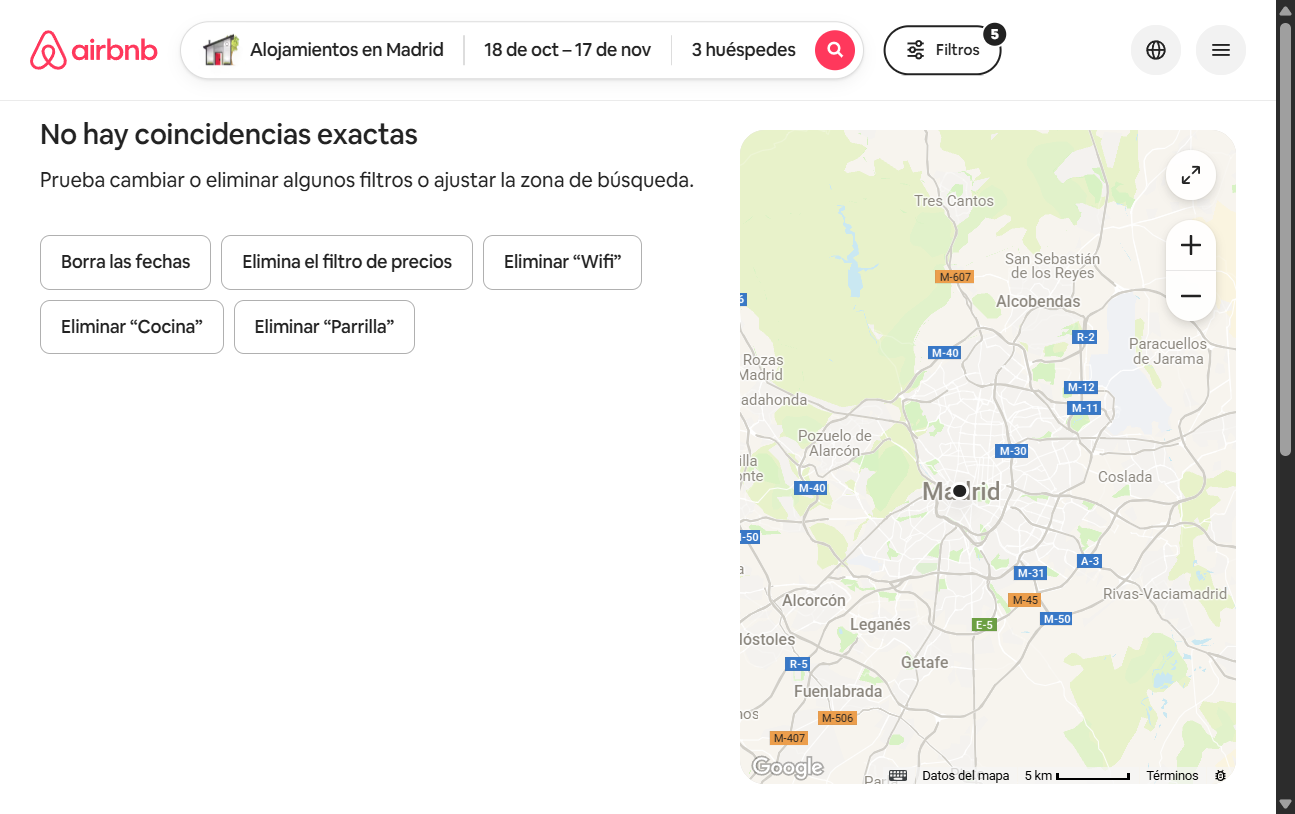 airbnb
Alojamientos en Madrid
18 de oct – 17 de nov
3 huéspedes
Filtros
5
No hay coincidencias exactas
Prueba cambiar o eliminar algunos filtros o ajustar la zona de búsqueda.
Borra las fechas
Elimina el filtro de precios
Eliminar “Wifi”
Eliminar “Cocina”
Eliminar “Parrilla”
Tres Cantos
San Sebastián
de los Reyes
M-607
Alcobendas
R-2
Paracuellos
de Jarama
M-40
Rozas
Madrid
M-12
adahonda
M-11
Pozuelo de
Alarcón
M-30
illa
onte
Coslada
M-40
Madrid
-50
A-3
M-31
Rivas-Vaciamadrid
M-45
Alcorcón
M-50
Leganés
E-5
lóstoles
R-5
Getafe
Fuenlabrada
nos
M-506
M-407
Google
Par
Datos del mapa
5 km
Términos